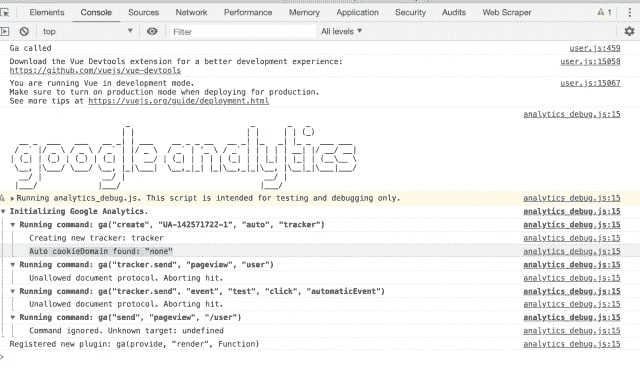 Elements Console Sources Network Performance Memory Application Security Audits Web Scraper 1
top Filter All levels
Ga called user.js:459
Download the Vue Devtools extension for a better development experience: user.js:15058
https://github.com/vuejs/vue-devtools
You are running Vue in development mode. user.js:15067
Make sure to turn on production mode when deploying for production.
See more tips at https://vuejs.org/guide/deployment.html
analytics_debug.js:15
google analytics
Running analytics_debug.js. This script is intended for testing and debugging only. analytics_debug.js:15
Initializing Google Analytics. analytics_debug.js:15
Running command: ga("create", "UA-142571722-1", "auto", "tracker") analytics_debug.js:15
Creating new tracker: tracker analytics_debug.js:15
Auto cookieDomain found: "none" analytics_debug.js:15
Running command: ga("tracker.send", "pageview", "user") analytics_debug.js:15
Unallowed document protocol. Aborting hit. analytics_debug.js:15
Running command: ga("tracker.send", "event", "test", "click", "automaticEvent") analytics_debug.js:15
Unallowed document protocol. Aborting hit. analytics_debug.js:15
Running command: ga("send", "pageview", "/user") analytics_debug.js:15
Command ignored. Unknown target: undefined analytics_debug.js:15
Registered new plugin: ga(provide, "render", Function) analytics_debug.js:15